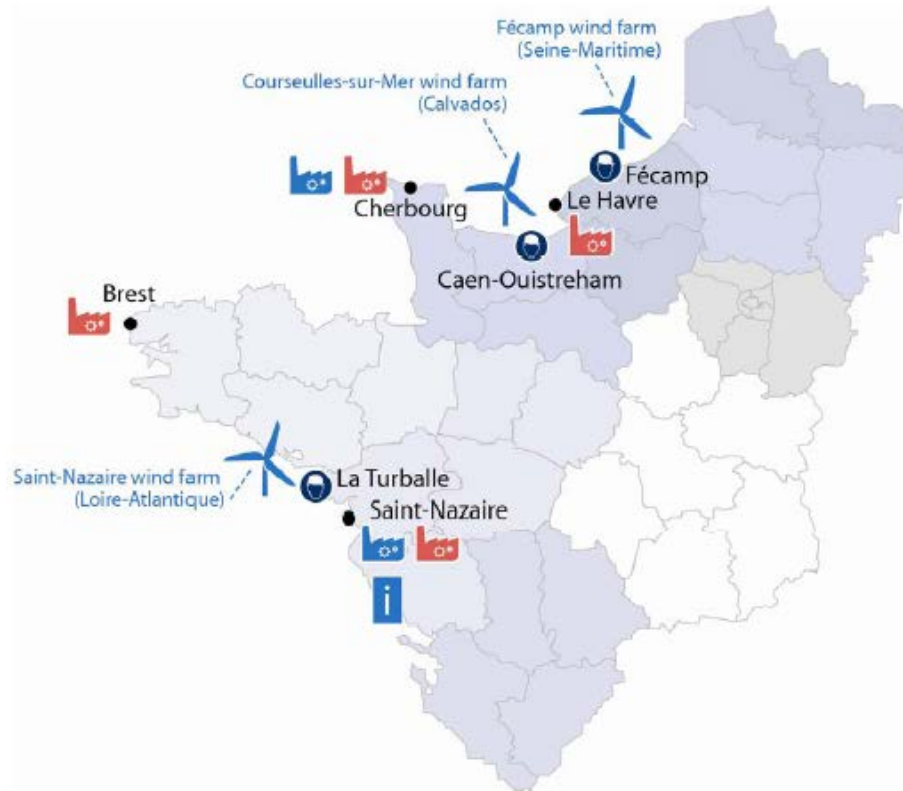 Fécamp wind farm
(Seine-Maritime)
Courseulles-sur-Mer wind farm
(Calvados)
Fécamp
Cherbourg
Le Havre
Caen-Ouistreham
Brest
La Turballe
Saint-Nazaire wind farm
(Loire-Atlantique)
Saint-Nazaire
i